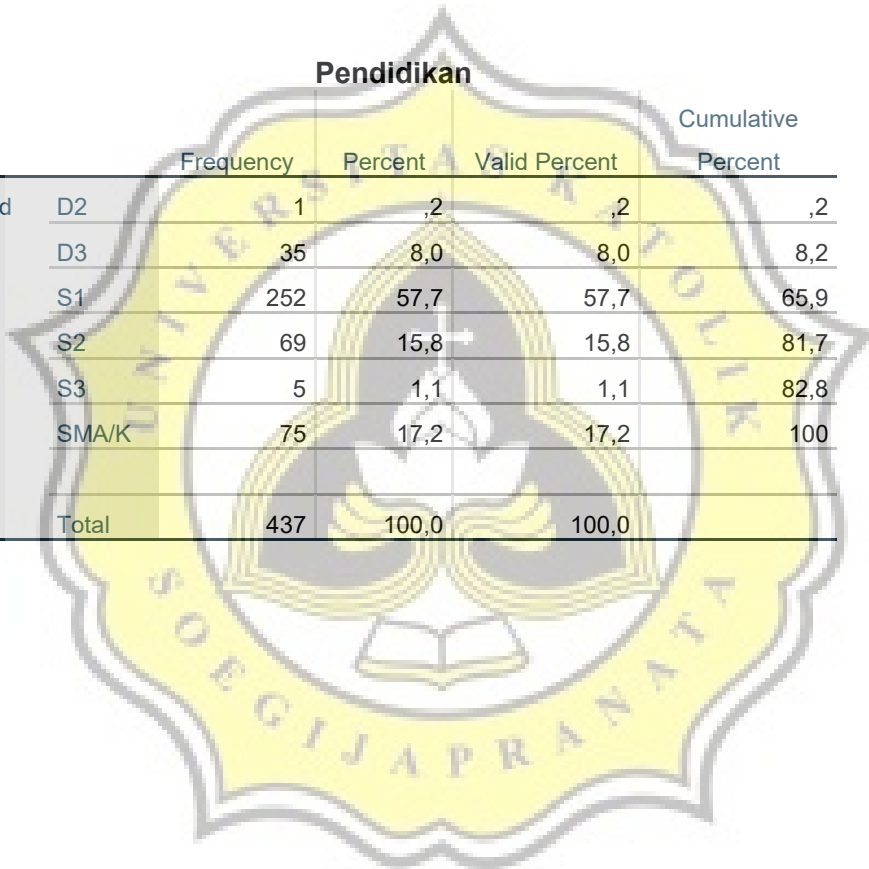 Pendidikan
Frequency Percent Valid Percent Cumulative Percent
d D2 1 ,2 ,2 ,2
D3 35 8,0 8,0 8,2
S1 252 57,7 57,7 65,9
S2 69 15,8 15,8 81,7
S3 5 1,1 1,1 82,8
SMA/K 75 17,2 17,2 100
Total 437 100,0 100,0
UNIVERSITAS KATOLIK
SOEGIJAPRANATA